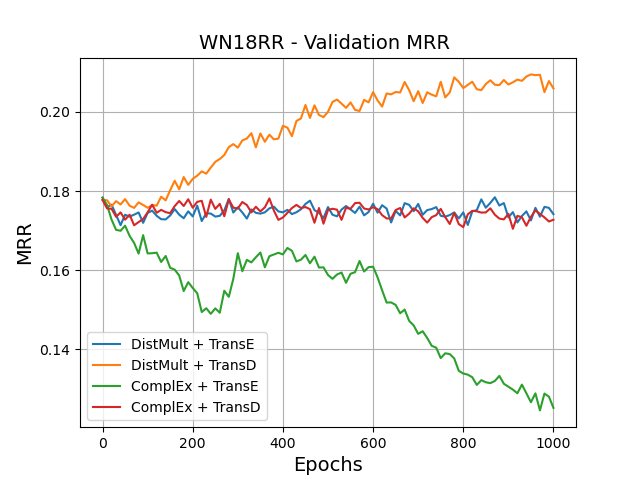 WN18RR - Validation MRR
MRR
0.20
0.18
0.16
0.14
DistMult + TransE
DistMult + TransD
ComplEx + TransE
ComplEx + TransD
0
200
400
600
800
1000
Epochs